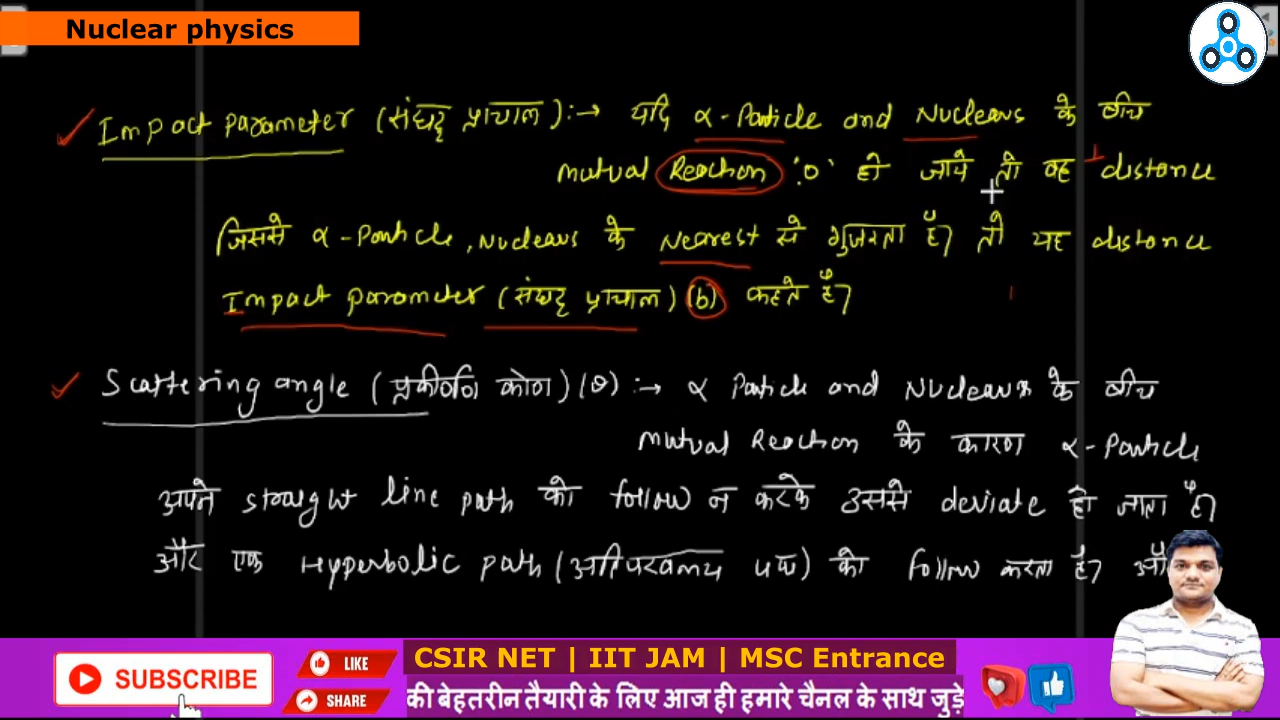 Nuclear physics
Impact parameter (संघट्ट प्राचाल) :→ यदि α-Particle and Nucleus के बीच
mutual Reaction '0' हो जाये तो वह ⊥ distance
जिससे α-Particle, Nucleus के Nearest से गुजरता है। तो यह distance
Impact parameter (संघट्ट प्राचाल) (b) कहते है।
Scattering angle (प्रकीर्णन कोण) (θ) :→ α Particle and Nucleus के बीच
mutual Reaction के कारण α-Particle
अपने straight line path को follow न करके उससे deviate हो जाता है।
और एक Hyperbolic path (अतिपरवलय पथ) को follow करता है।
SUBSCRIBE
LIKE
SHARE
CSIR NET | IIT JAM | MSC Entrance
की बेहतरीन तैयारी के लिए आज ही हमारे चैनल के साथ जुड़े